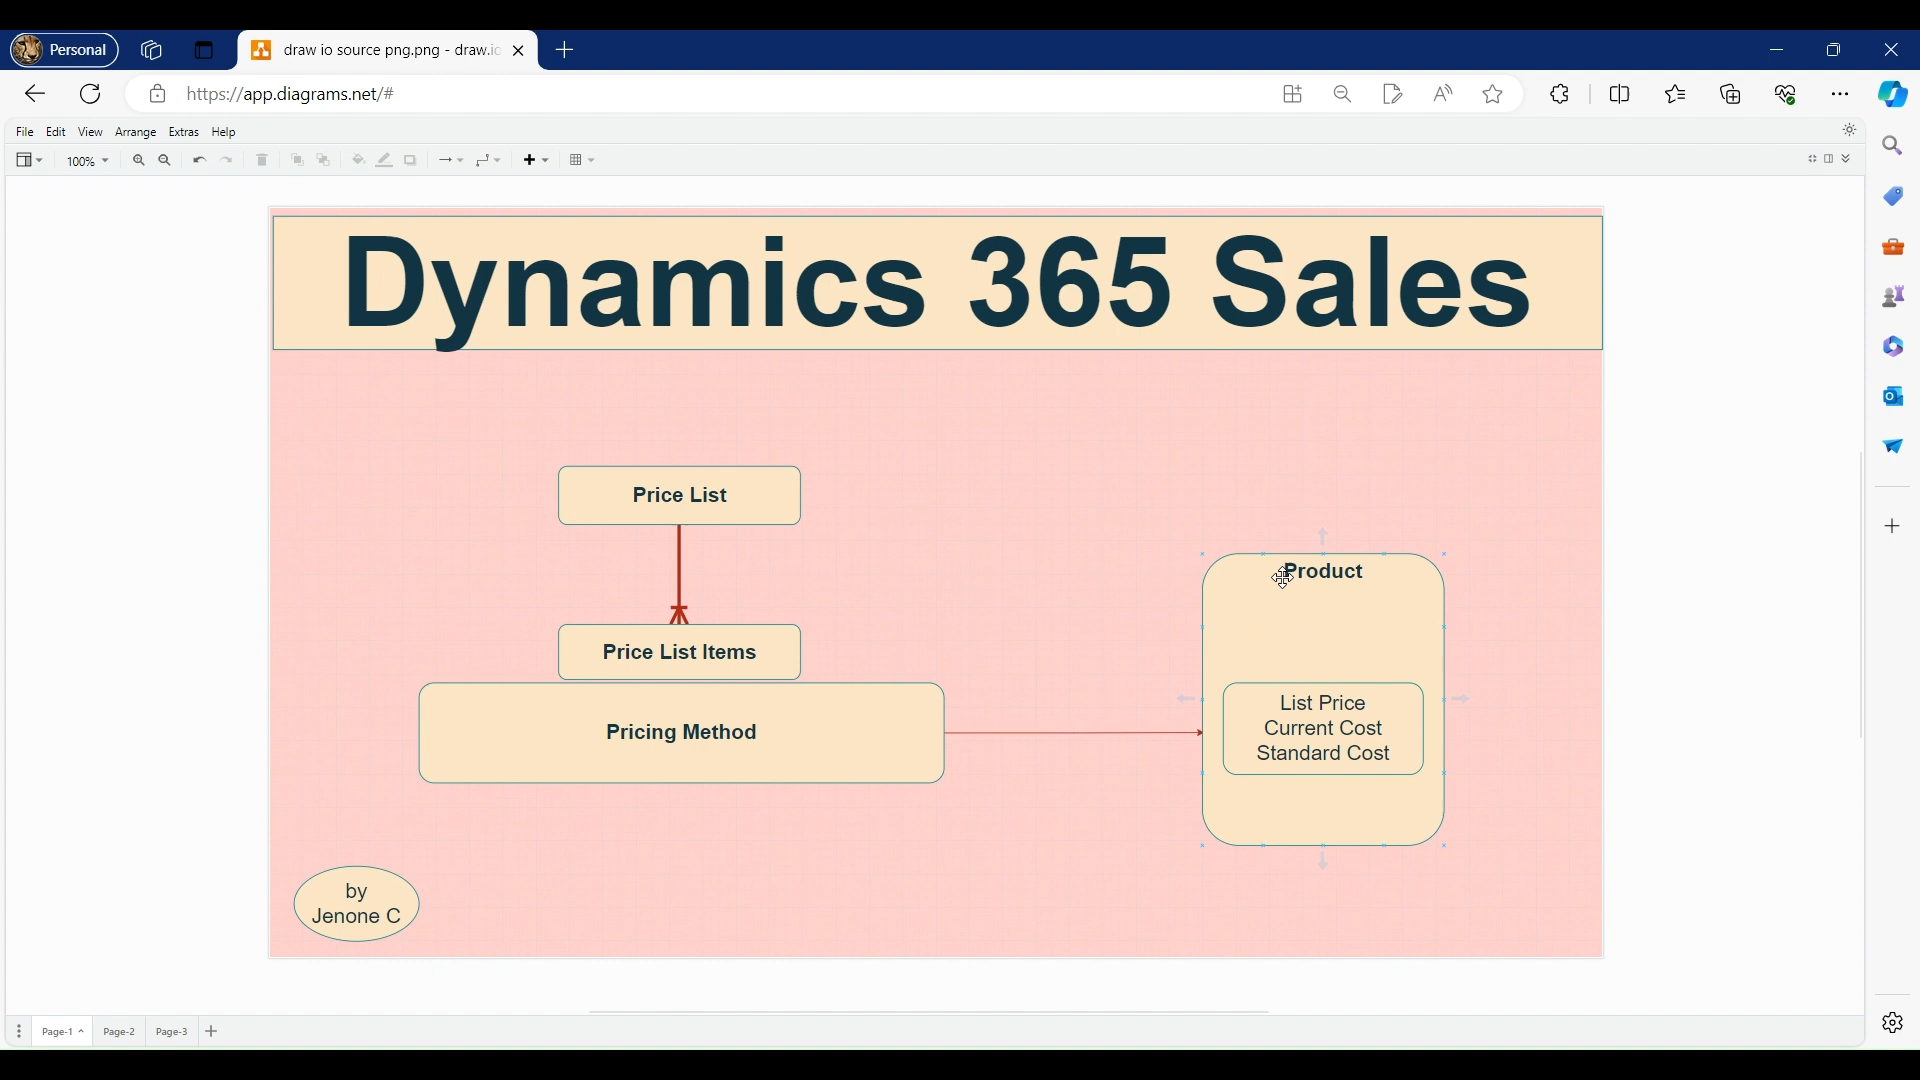 Personal
draw io source png.png - draw.io
https://app.diagrams.net/#
File Edit View Arrange Extras Help
100%
Dynamics 365 Sales
Price List
Product
Price List Items
List Price
Current Cost
Standard Cost
Pricing Method
by
Jenone C
Page-1 Page-2 Page-3